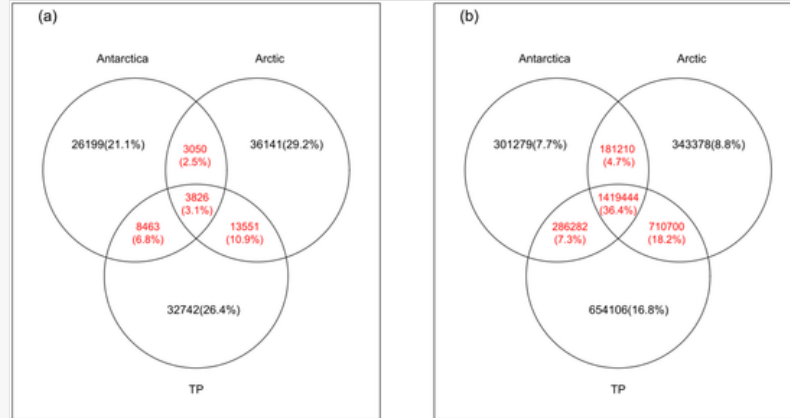 (a)
Antarctica
Arctic
26199(21.1%)
3050
(2.5%)
36141(29.2%)
3826
(3.1%)
8463
(6.8%)
13551
(10.9%)
32742(26.4%)
TP
(b)
Antarctica
Arctic
301279(7.7%)
181210
(4.7%)
343378(8.8%)
1419444
(36.4%)
286282
(7.3%)
710700
(18.2%)
654106(16.8%)
TP